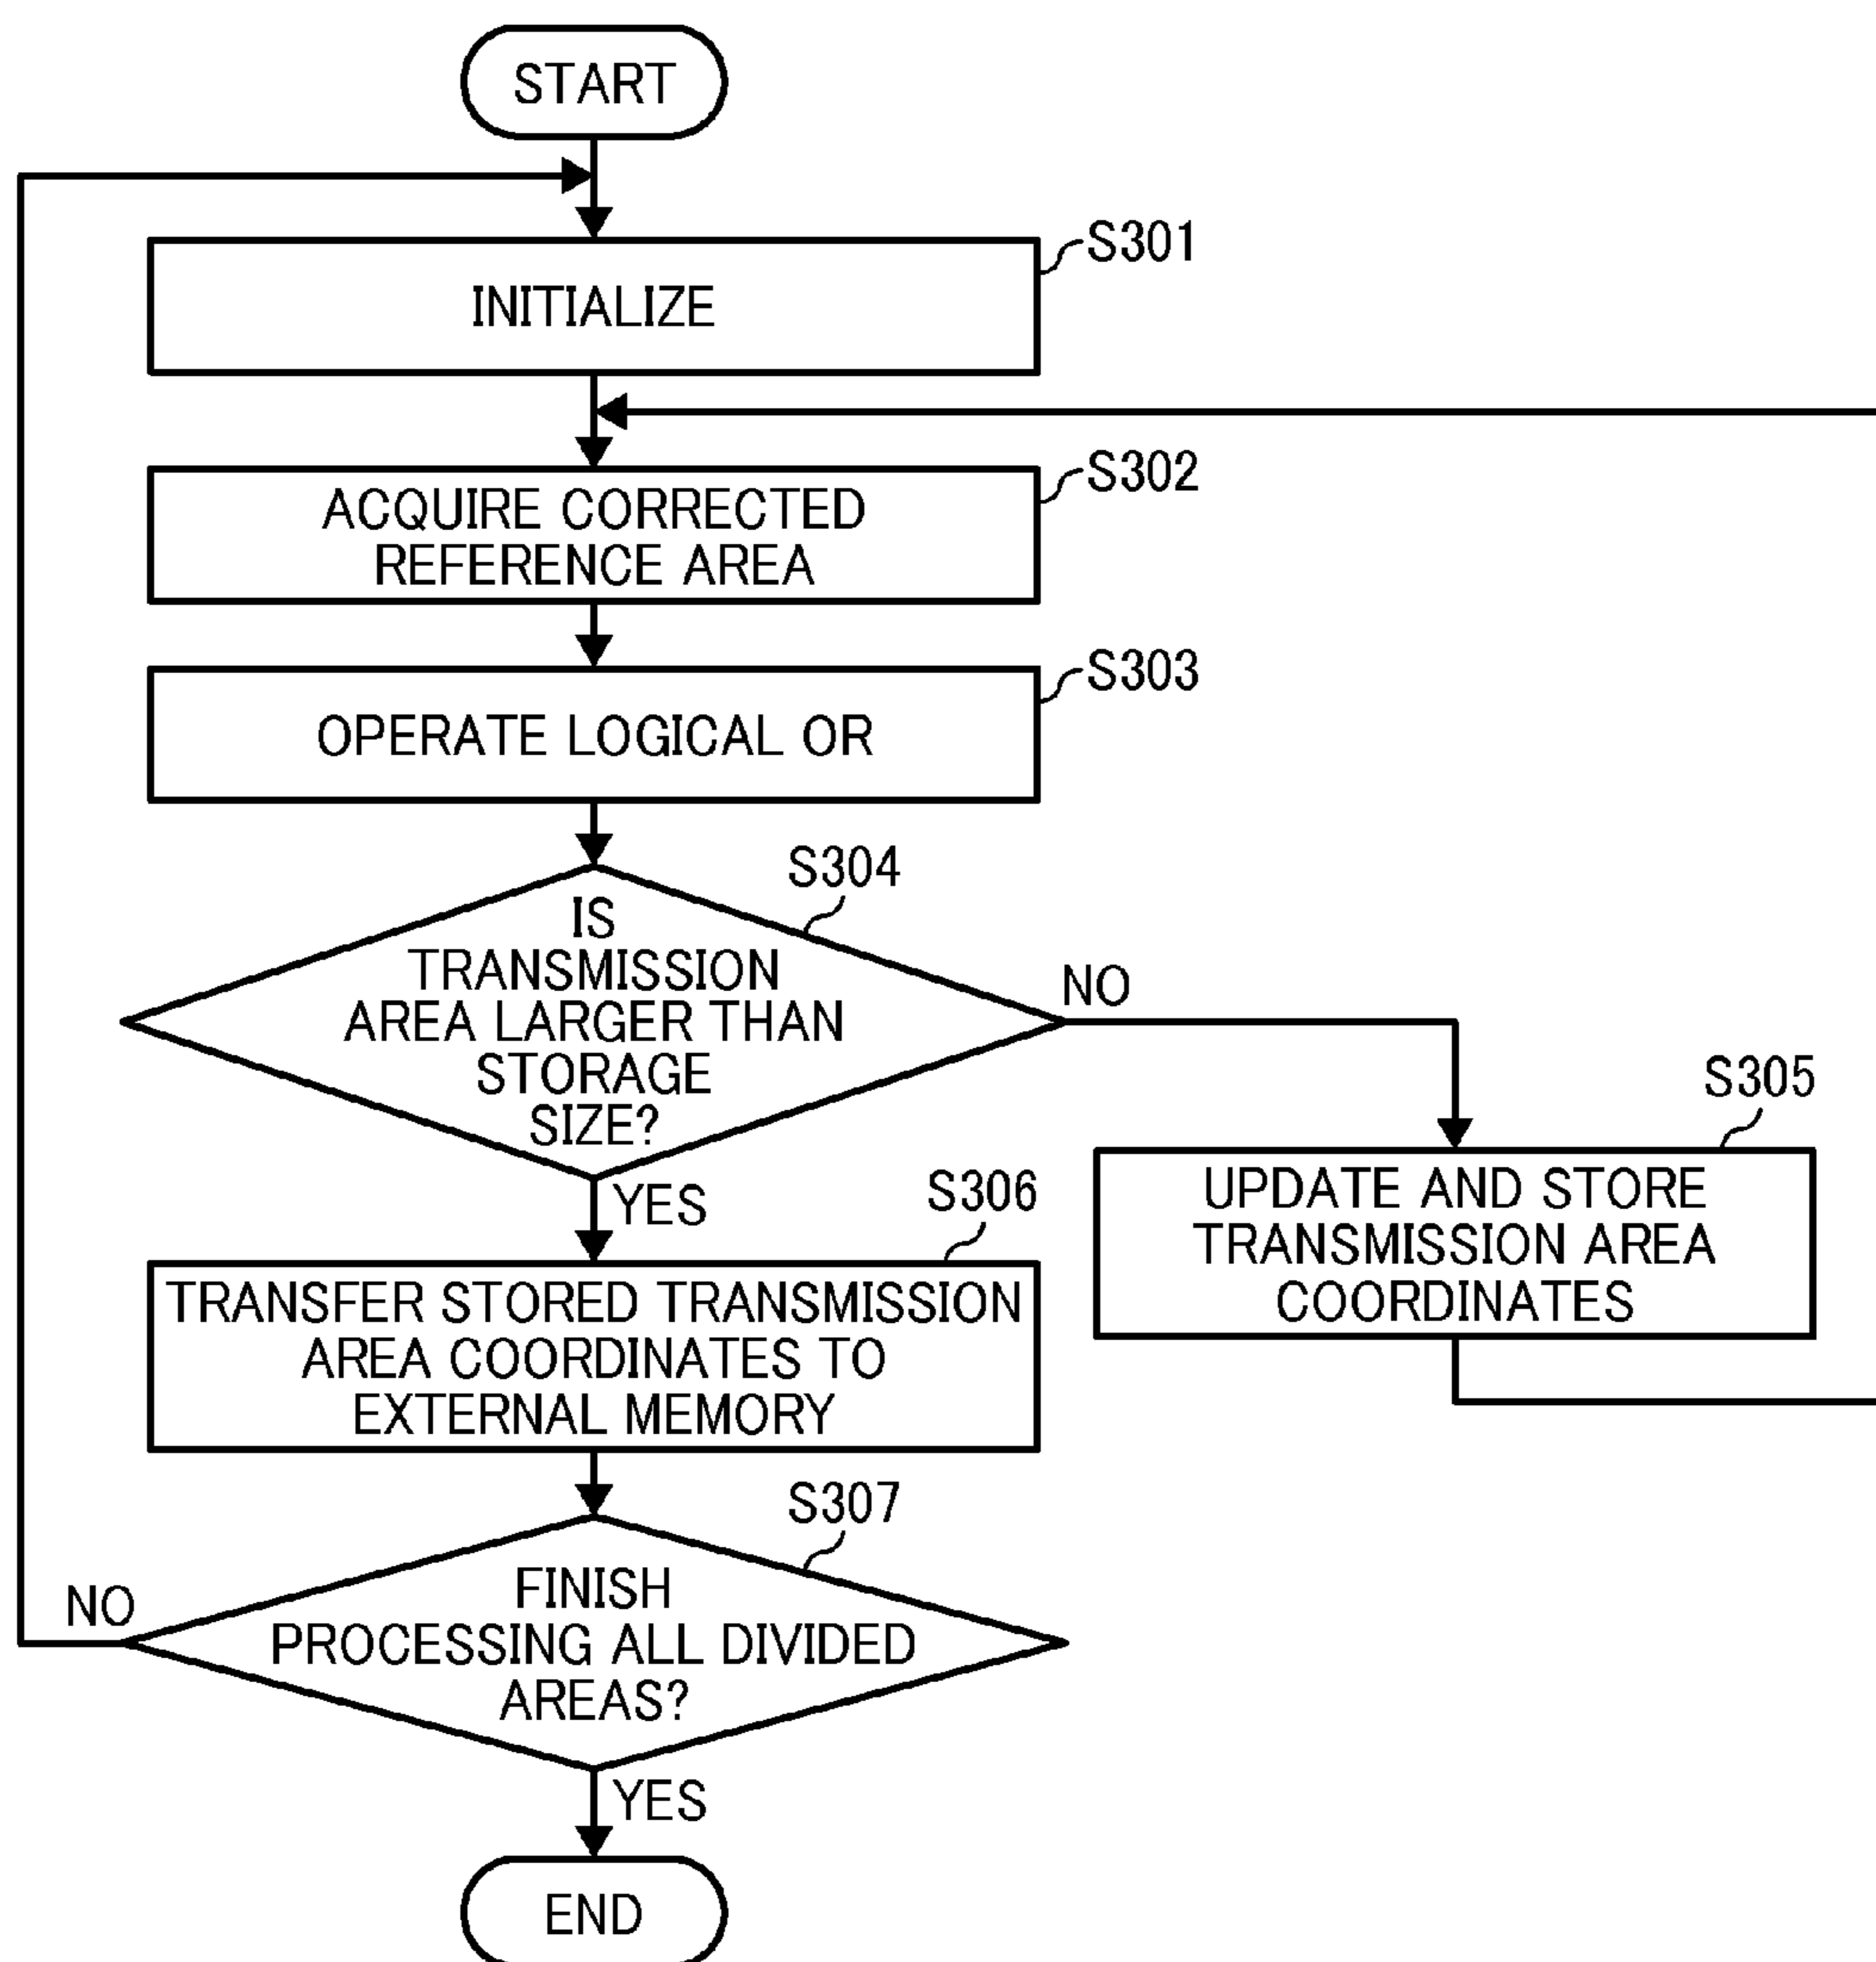 START
S301
INITIALIZE
S302
ACQUIRE CORRECTED
REFERENCE AREA
S303
OPERATE LOGICAL OR
S304
IS
TRANSMISSION
AREA LARGER THAN
STORAGE
SIZE?
NO
YES
S305
UPDATE AND STORE
TRANSMISSION AREA
COORDINATES
S306
TRANSFER STORED TRANSMISSION
AREA COORDINATES TO
EXTERNAL MEMORY
S307
FINISH
PROCESSING ALL DIVIDED
AREAS?
NO
YES
END